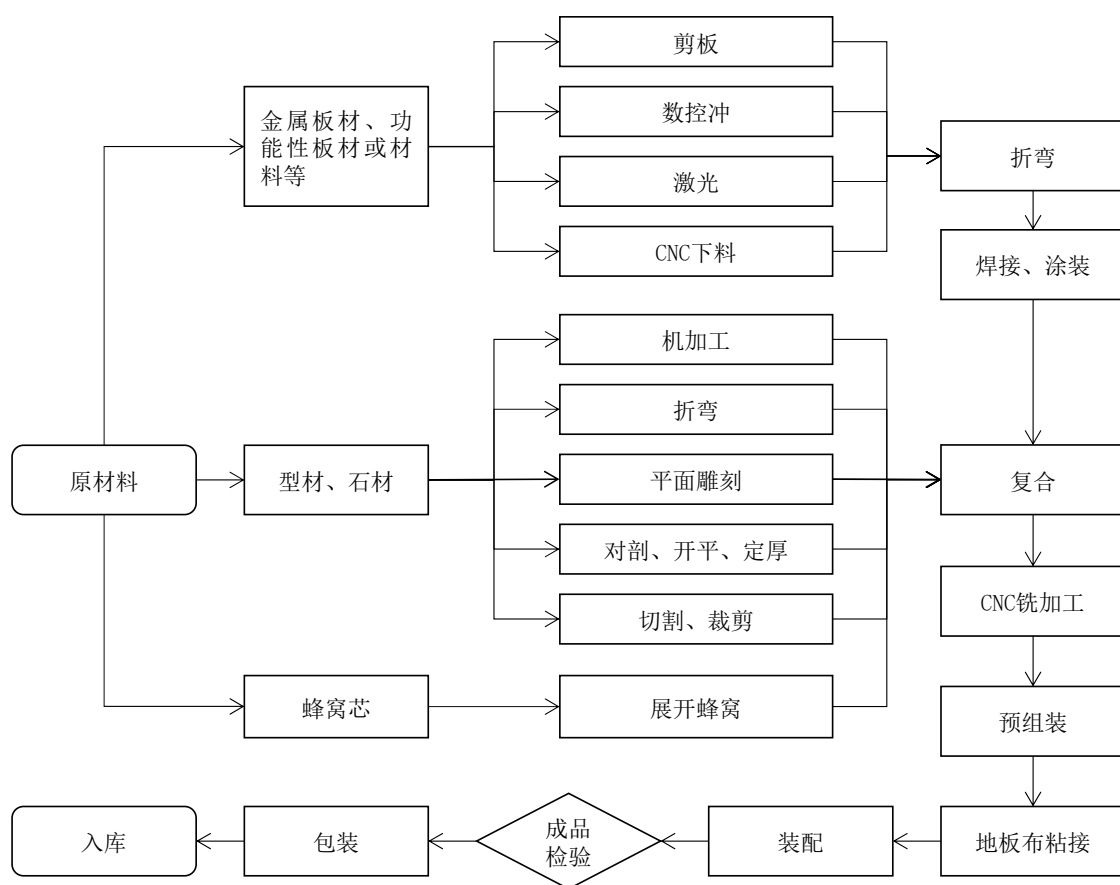 剪板
金属板材、功
能性板材或材
料等
数控冲
折弯
激光
CNC下料
焊接、涂装
机加工
折弯
原材料
型材、石材
平面雕刻
复合
对剖、开平、定厚
CNC铣加工
切割、裁剪
蜂窝芯
展开蜂窝
预组装
入库
包装
成品
检验
装配
地板布粘接